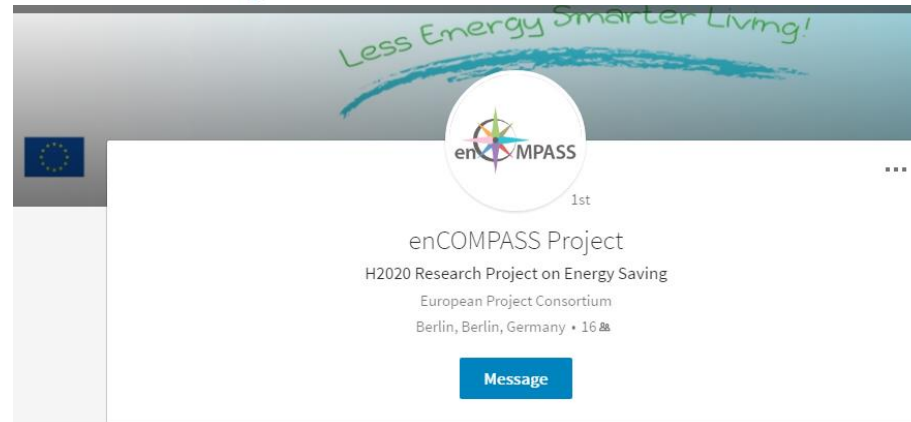 Less Energy Smarter Living!
enCOMPASS
1st
enCOMPASS Project
H2020 Research Project on Energy Saving
European Project Consortium
Berlin, Berlin, Germany • 16
Message